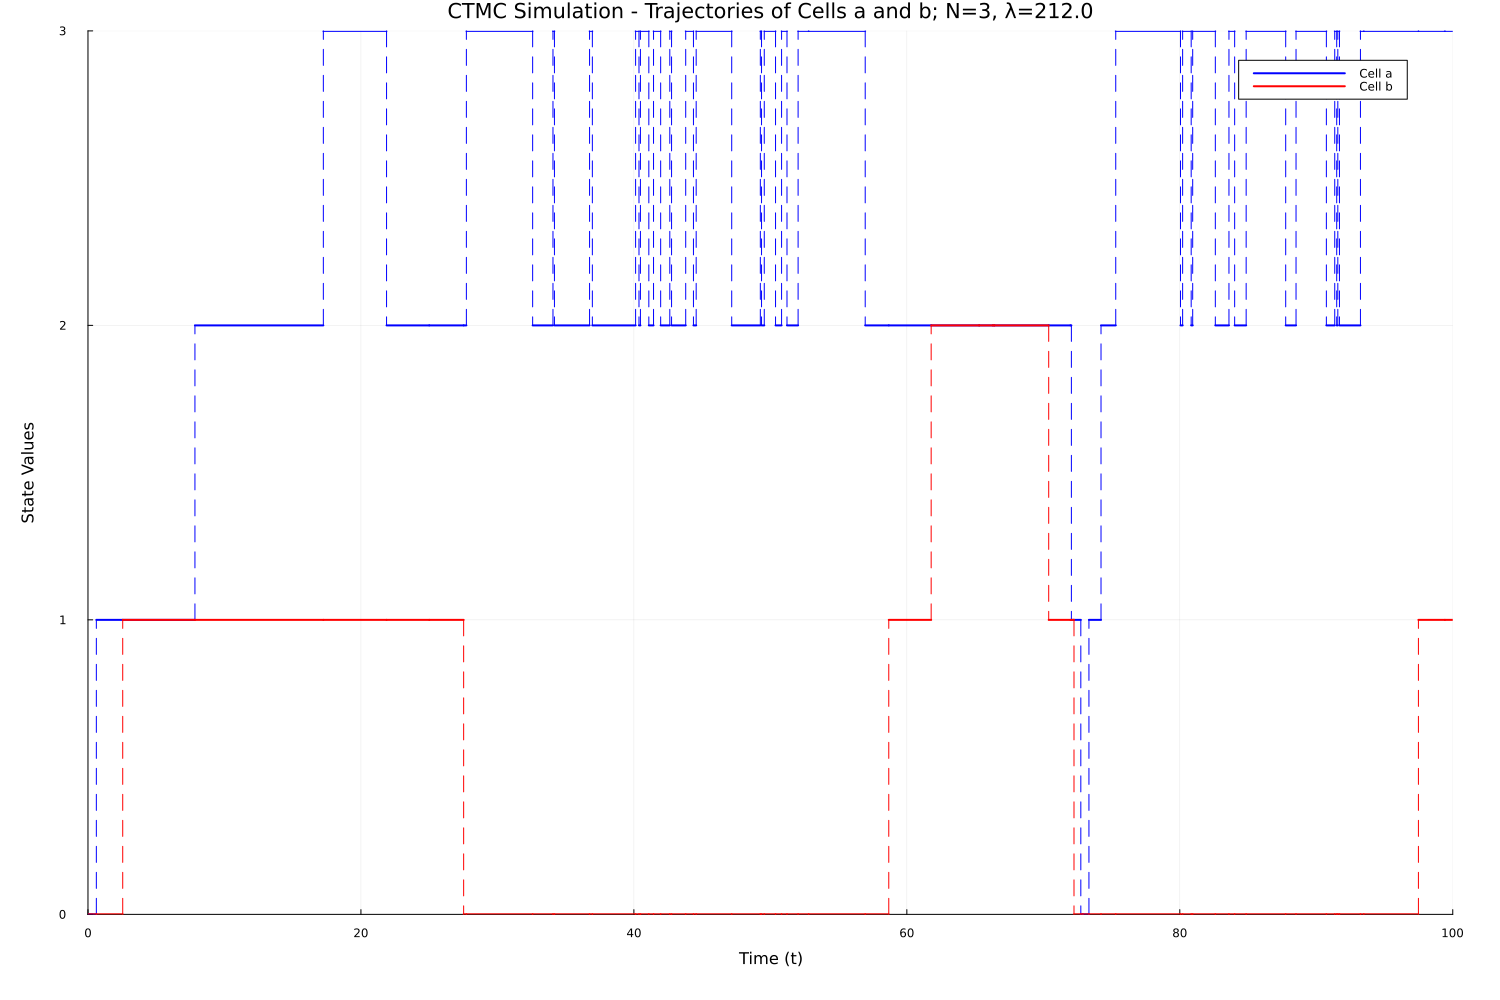 CTMC Simulation - Trajectories of Cells a and b; N=3, λ=212.0
3
Cell a
Cell b
2
State Values
1
0
0 20 40 60 80 100
Time (t)